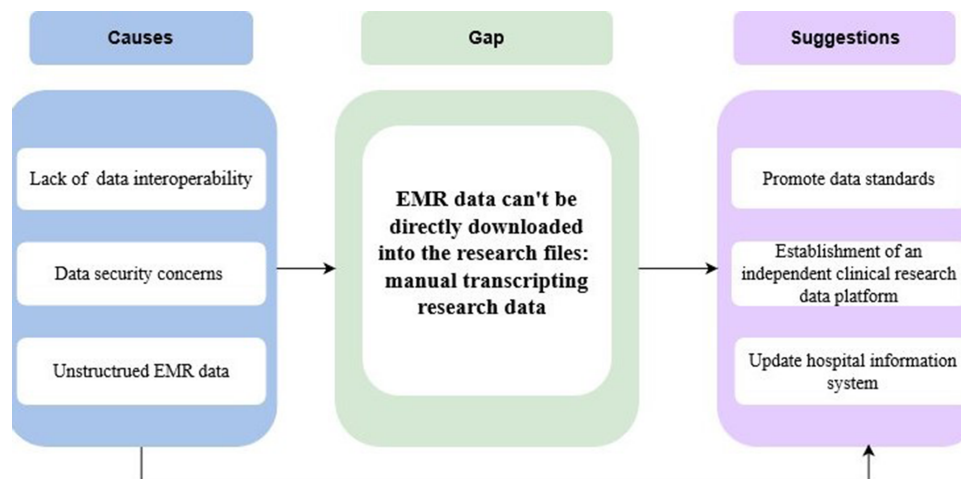 Causes
Gap
Suggestions
Lack of data interoperability
Data security concerns
Unstructrued EMR data
EMR data can't be
directly downloaded
into the research files:
manual transcripting
research data
Promote data standards
Establishment of an
independent clinical research
data platform
Update hospital information
system